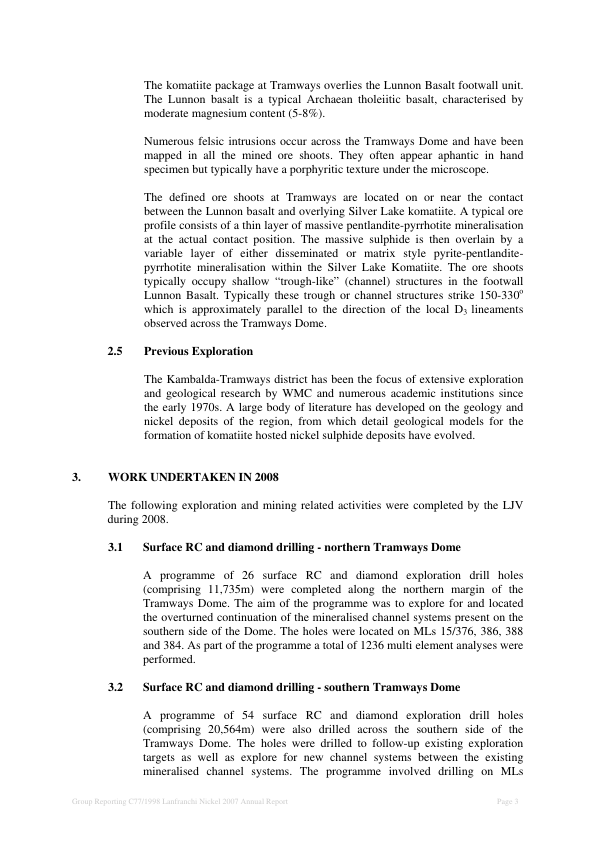 The komatiite package at Tramways overlies the Lunnon Basalt footwall unit.
The Lunnon basalt is a typical Archaean tholeiitic basalt, characterised by
moderate magnesium content (5-8%).
Numerous felsic intrusions occur across the Tramways Dome and have been
mapped in all the mined ore shoots. They often appear aphantic in hand
specimen but typically have a porphyritic texture under the microscope.
The defined ore shoots at Tramways are located on or near the contact
between the Lunnon basalt and overlying Silver Lake komatiite. A typical ore
profile consists of a thin layer of massive pentlandite-pyrrhotite mineralisation
at the actual contact position. The massive sulphide is then overlain by a
variable layer of either disseminated or matrix style pyrite-pentlandite-
pyrrhotite mineralisation within the Silver Lake Komatiite. The ore shoots
typically occupy shallow “trough-like” (channel) structures in the footwall
Lunnon Basalt. Typically these trough or channel structures strike 150-330⁰
which is approximately parallel to the direction of the local D₃ lineaments
observed across the Tramways Dome.
2.5 Previous Exploration
The Kambalda-Tramways district has been the focus of extensive exploration
and geological research by WMC and numerous academic institutions since
the early 1970s. A large body of literature has developed on the geology and
nickel deposits of the region, from which detail geological models for the
formation of komatiite hosted nickel sulphide deposits have evolved.
3. WORK UNDERTAKEN IN 2008
The following exploration and mining related activities were completed by the LJV
during 2008.
3.1 Surface RC and diamond drilling - northern Tramways Dome
A programme of 26 surface RC and diamond exploration drill holes
(comprising 11,735m) were completed along the northern margin of the
Tramways Dome. The aim of the programme was to explore for and located
the overturned continuation of the mineralised channel systems present on the
southern side of the Dome. The holes were located on MLs 15/376, 386, 388
and 384. As part of the programme a total of 1236 multi element analyses were
performed.
3.2 Surface RC and diamond drilling - southern Tramways Dome
A programme of 54 surface RC and diamond exploration drill holes
(comprising 20,564m) were also drilled across the southern side of the
Tramways Dome. The holes were drilled to follow-up existing exploration
targets as well as explore for new channel systems between the existing
mineralised channel systems. The programme involved drilling on MLs
Group Reporting C77/1998 Lanfranchi Nickel 2007 Annual Report Page 3